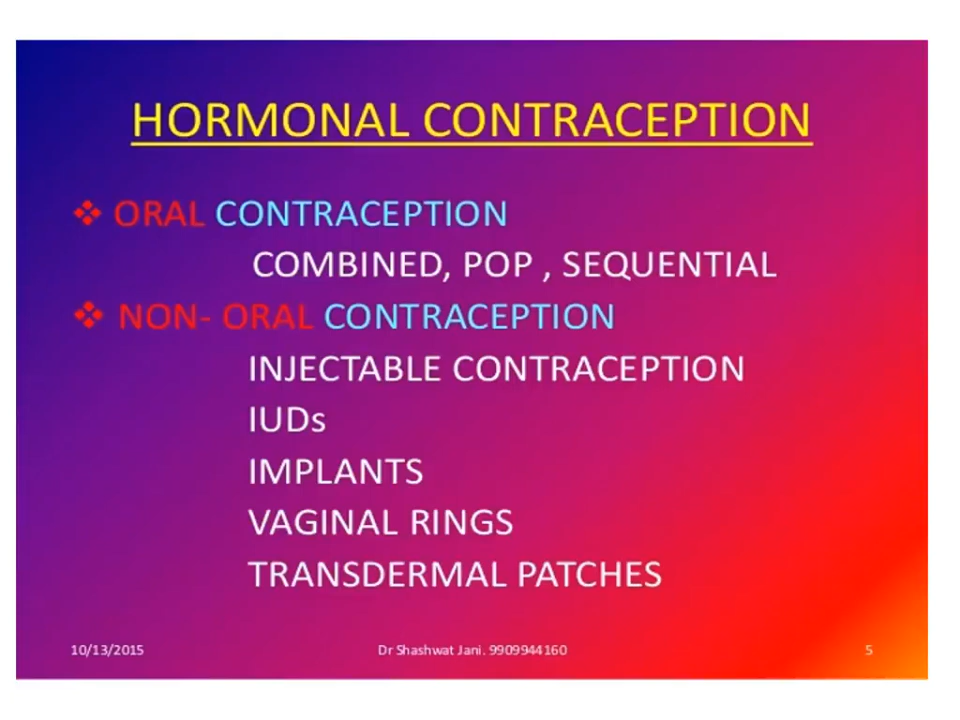 HORMONAL CONTRACEPTION
❖ ORAL CONTRACEPTION
COMBINED, POP , SEQUENTIAL
❖ NON- ORAL CONTRACEPTION
INJECTABLE CONTRACEPTION
IUDs
IMPLANTS
VAGINAL RINGS
TRANSDERMAL PATCHES
10/13/2015 Dr Shashwat Jani. 9909944160 5